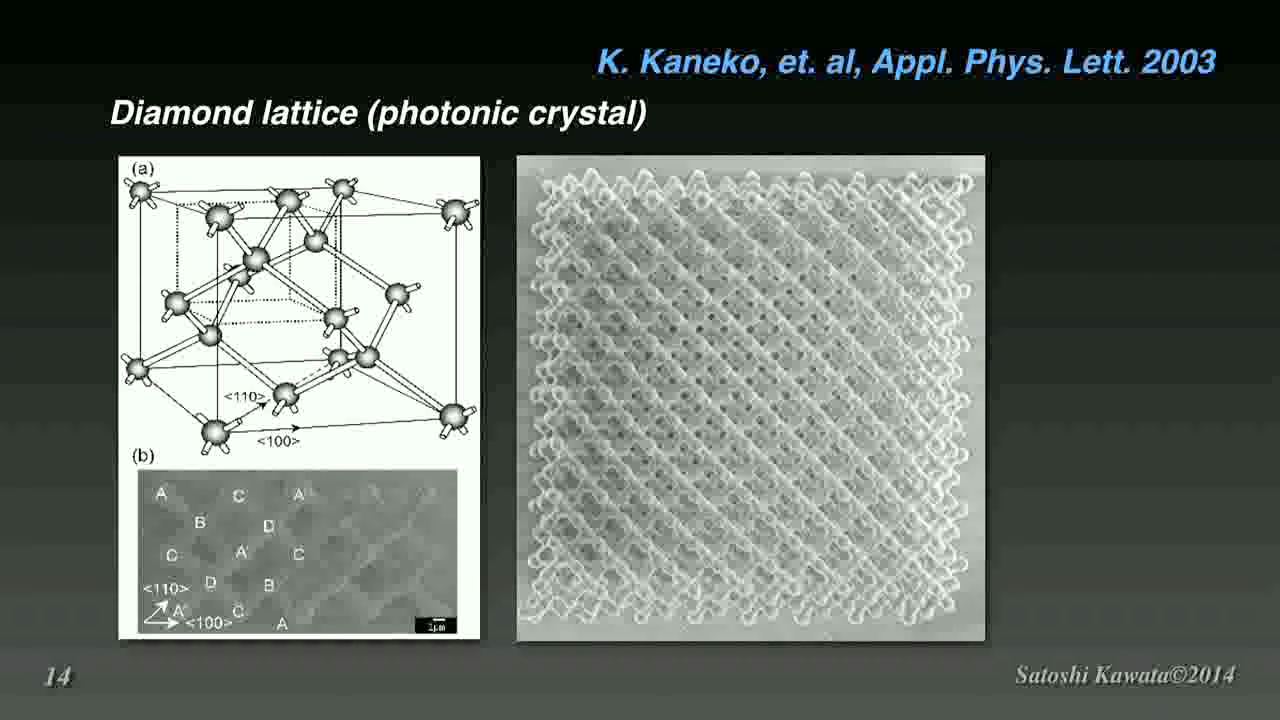 K. Kaneko, et. al, Appl. Phys. Lett. 2003
Diamond lattice (photonic crystal)
(a)
<110>
<100>
(b)
A C A
B D
C A C
<110> D B
A C
<100> A
2μm
14
Satoshi Kawata©2014